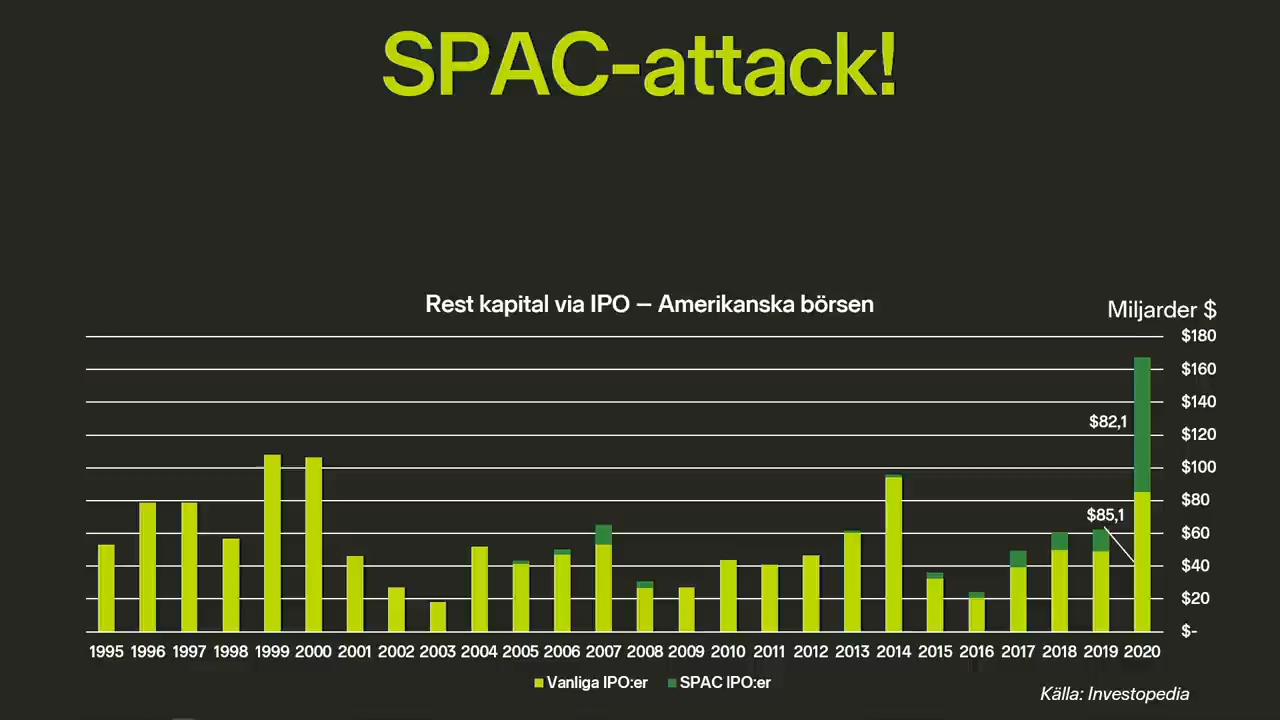 SPAC-attack!
Rest kapital via IPO – Amerikanska börsen
Miljarder $
$180
$160
$140
$120
$100
$80
$60
$40
$20
$-
$82,1
$85,1
1995 1996 1997 1998 1999 2000 2001 2002 2003 2004 2005 2006 2007 2008 2009 2010 2011 2012 2013 2014 2015 2016 2017 2018 2019 2020
Vanliga IPO:er SPAC IPO:er
Källa: Investopedia